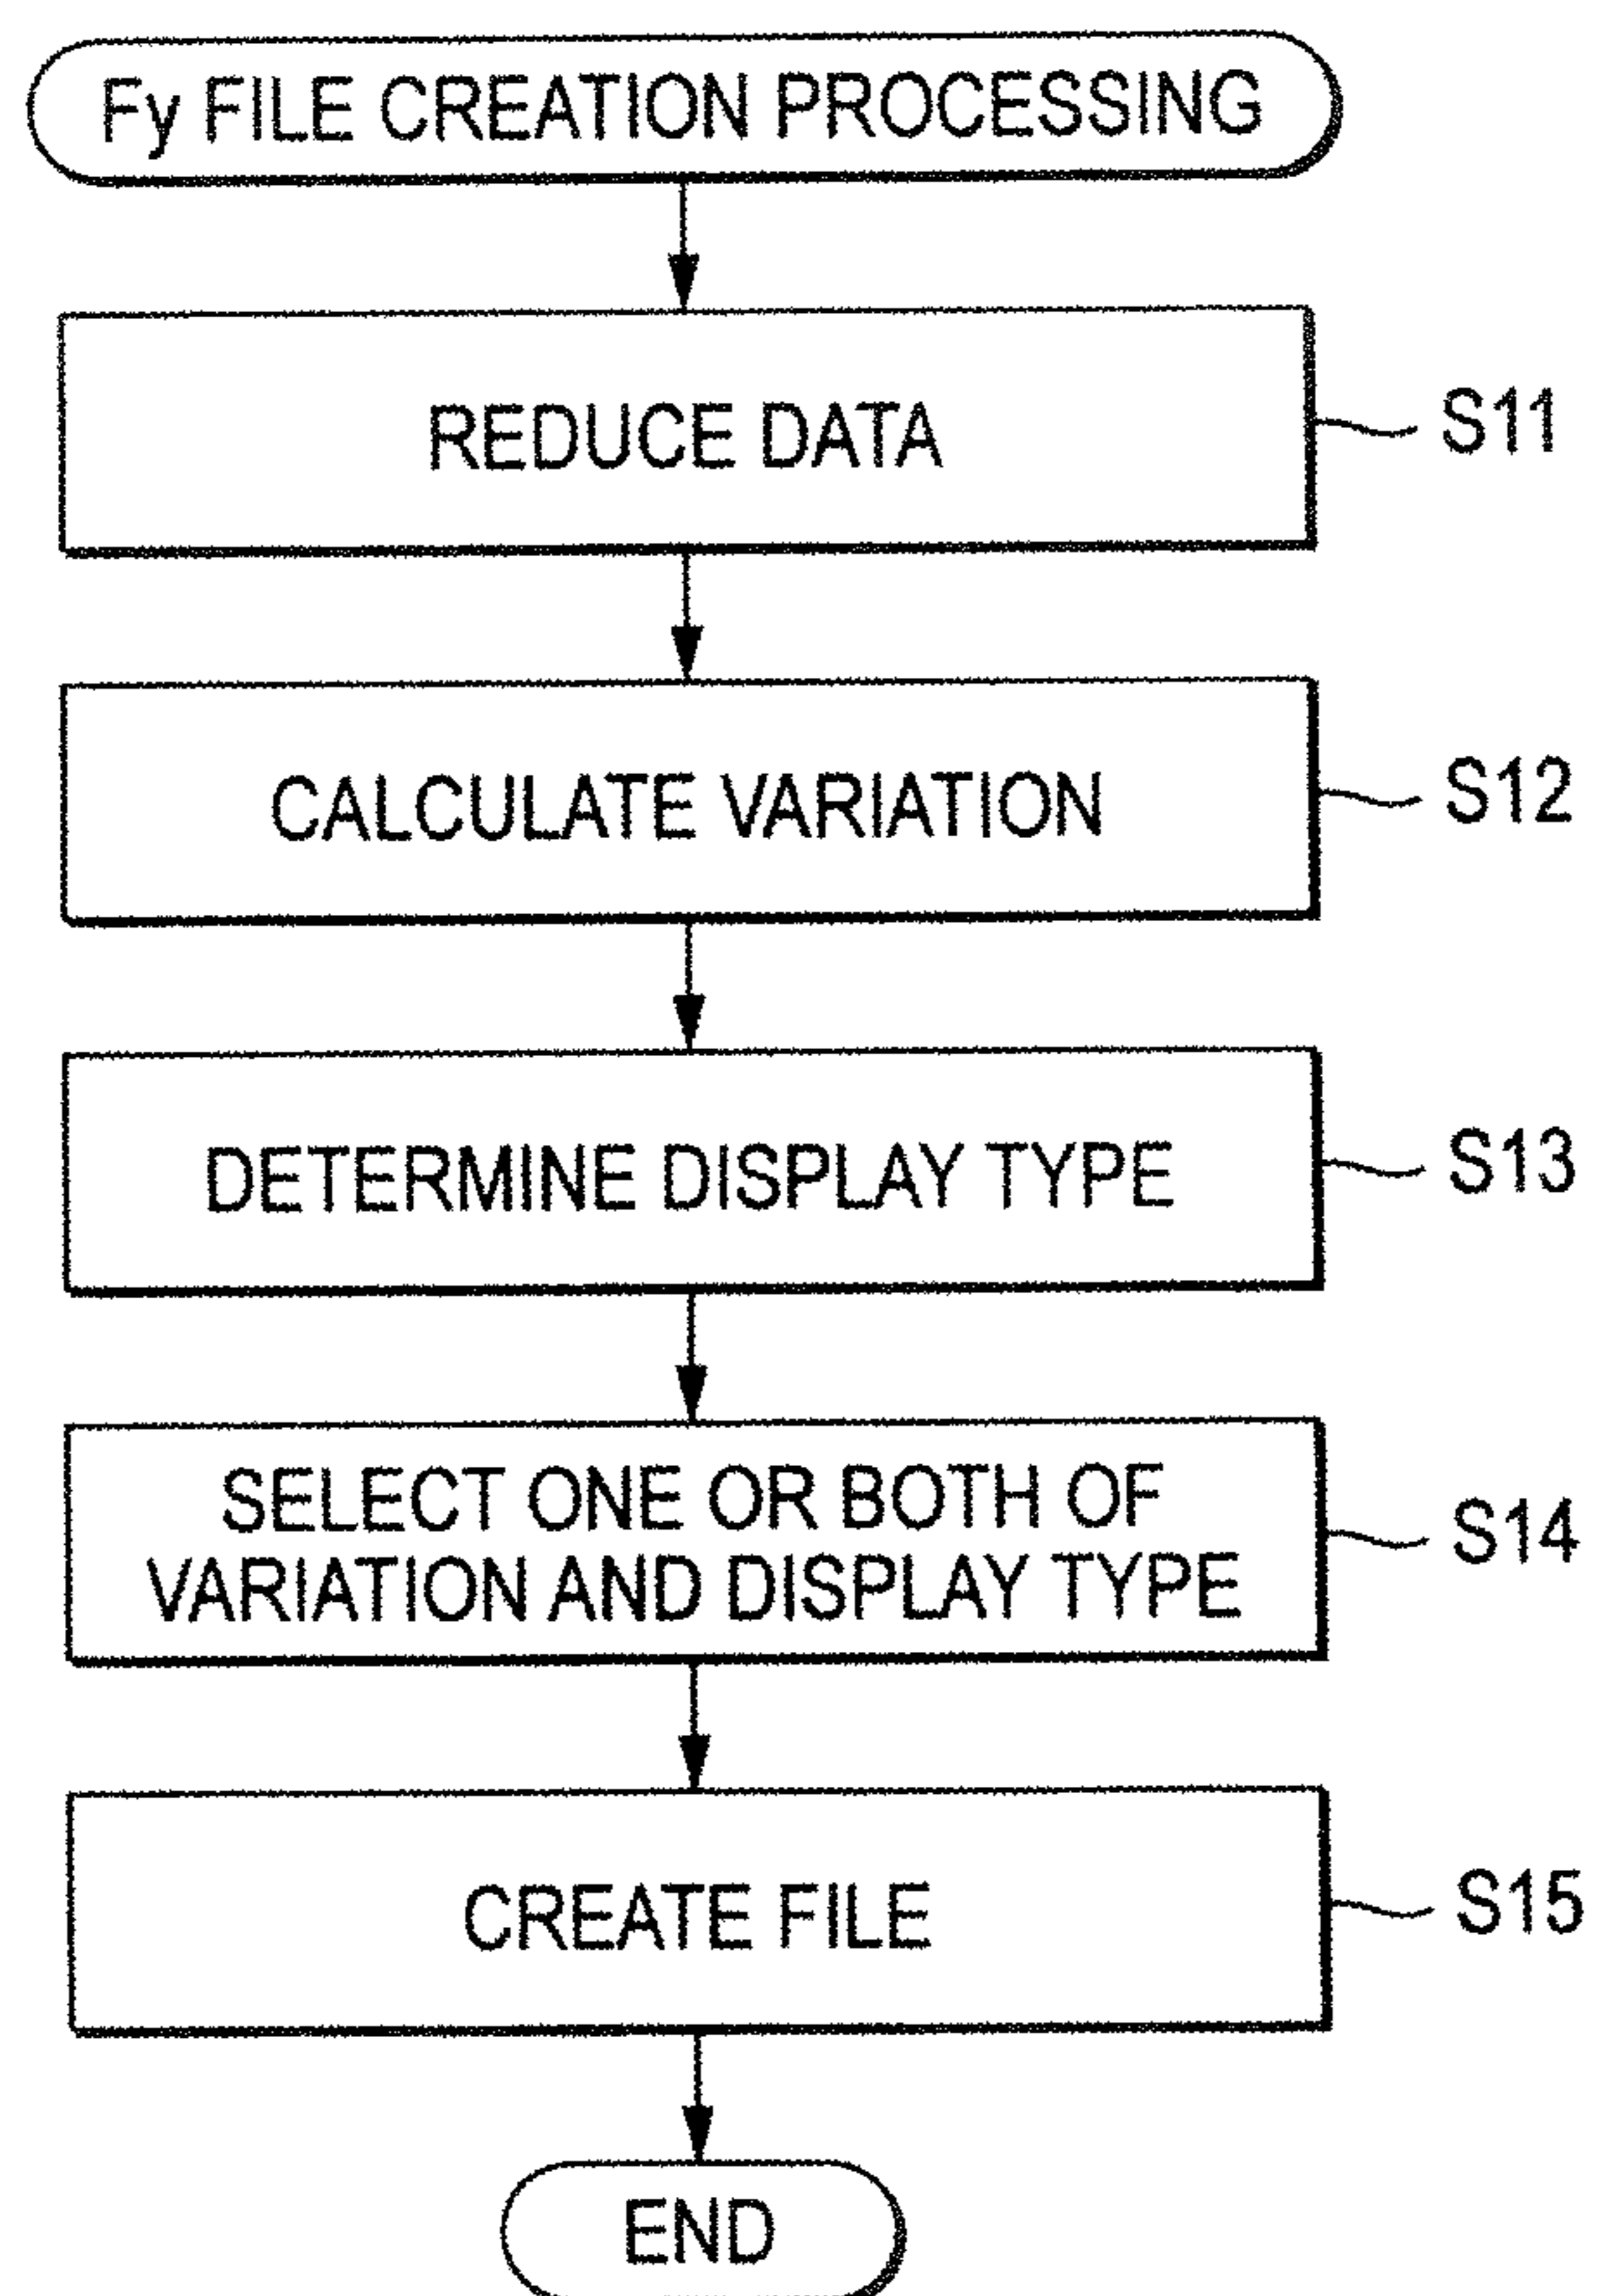 Fy FILE CREATION PROCESSING
REDUCE DATA
S11
CALCULATE VARIATION
S12
DETERMINE DISPLAY TYPE
S13
SELECT ONE OR BOTH OF
VARIATION AND DISPLAY TYPE
S14
CREATE FILE
S15
END